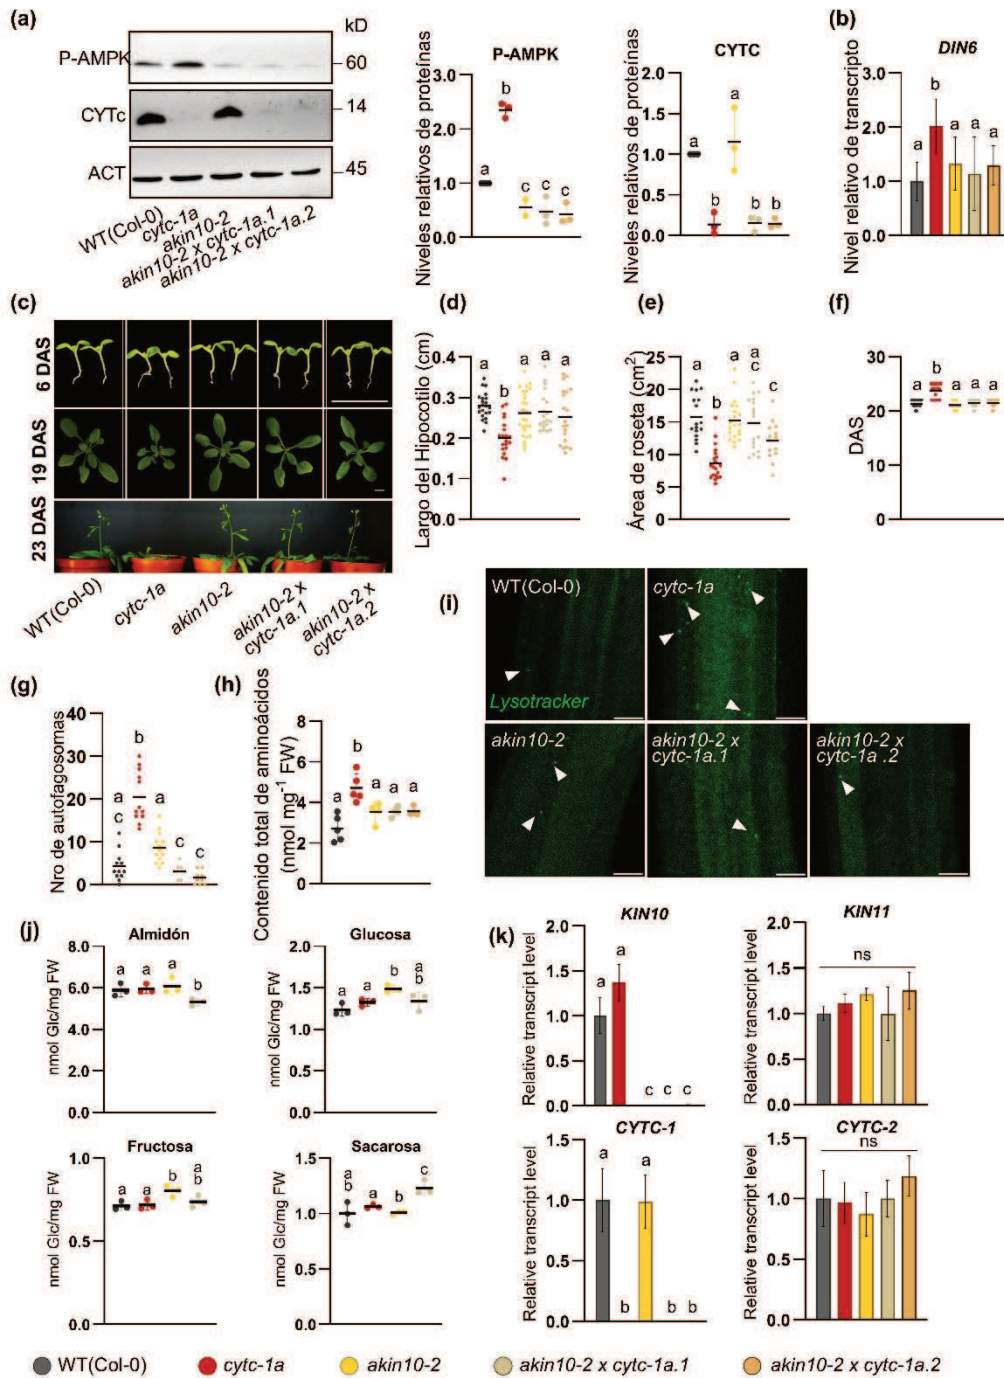 (a)
kD
P-AMPK
60
CYTc
14
ACT
45
WT(Col-0)
cytc-1a
akin10-2
akin10-2 x cytc-1a.1
akin10-2 x cytc-1a.2
P-AMPK
Niveles relativos de proteínas
3.0
2.0
1.0
0.0
a
b
c c c
CYTC
Niveles relativos de proteínas
2.0
1.5
1.0
0.5
0.0
a
b
a
b b
(b)
DIN6
Nivel relativo de transcripto
3.0
2.0
1.0
0.0
a
b
a a a
(c)
6 DAS
19 DAS
23 DAS
WT(Col-0)
cytc-1a
akin10-2
akin10-2 x
cytc-1a.1
akin10-2 x
cytc-1a.2
(d)
Largo del Hipocotilo (cm)
0.4
0.3
0.2
0.1
0.0
a
b
a a a
(e)
Área de roseta (cm2)
25
20
15
10
5
0
a
b
a
a
c
c
(f)
DAS
30
20
10
0
a
b
a a a
(g)
Nro de autofagosomas
40
30
20
10
0
a
c
b
a
c
c
(h)
Contenido total de aminoácidos
(nmol mg-1 FW)
8
6
4
2
0
a
b
a a a
(i)
WT(Col-0)
Lysotracker
cytc-1a
akin10-2
akin10-2 x
cytc-1a.1
akin10-2 x
cytc-1a .2
(j)
Almidón
nmol Glc/mg FW
8.0
6.0
4.0
2.0
0.0
a a a
b
Glucosa
nmol Glc/mg FW
2.0
1.5
1.0
0.5
0.0
a a
b
a
b
Fructosa
nmol Glc/mg FW
1.0
0.5
0.0
a a
b
a
b
Sacarosa
nmol Glc/mg FW
1.5
1.0
0.5
0.0
a
b
a
b
c
(k)
KIN10
Relative transcript level
2.0
1.5
1.0
0.5
0.0
a
a
c c c
KIN11
Relative transcript level
2.0
1.5
1.0
0.5
0.0
ns
CYTC-1
Relative transcript level
1.5
1.0
0.5
0.0
a
b
a
b b
CYTC-2
Relative transcript level
1.5
1.0
0.5
0.0
ns
WT(Col-0)
cytc-1a
akin10-2
akin10-2 x cytc-1a.1
akin10-2 x cytc-1a.2